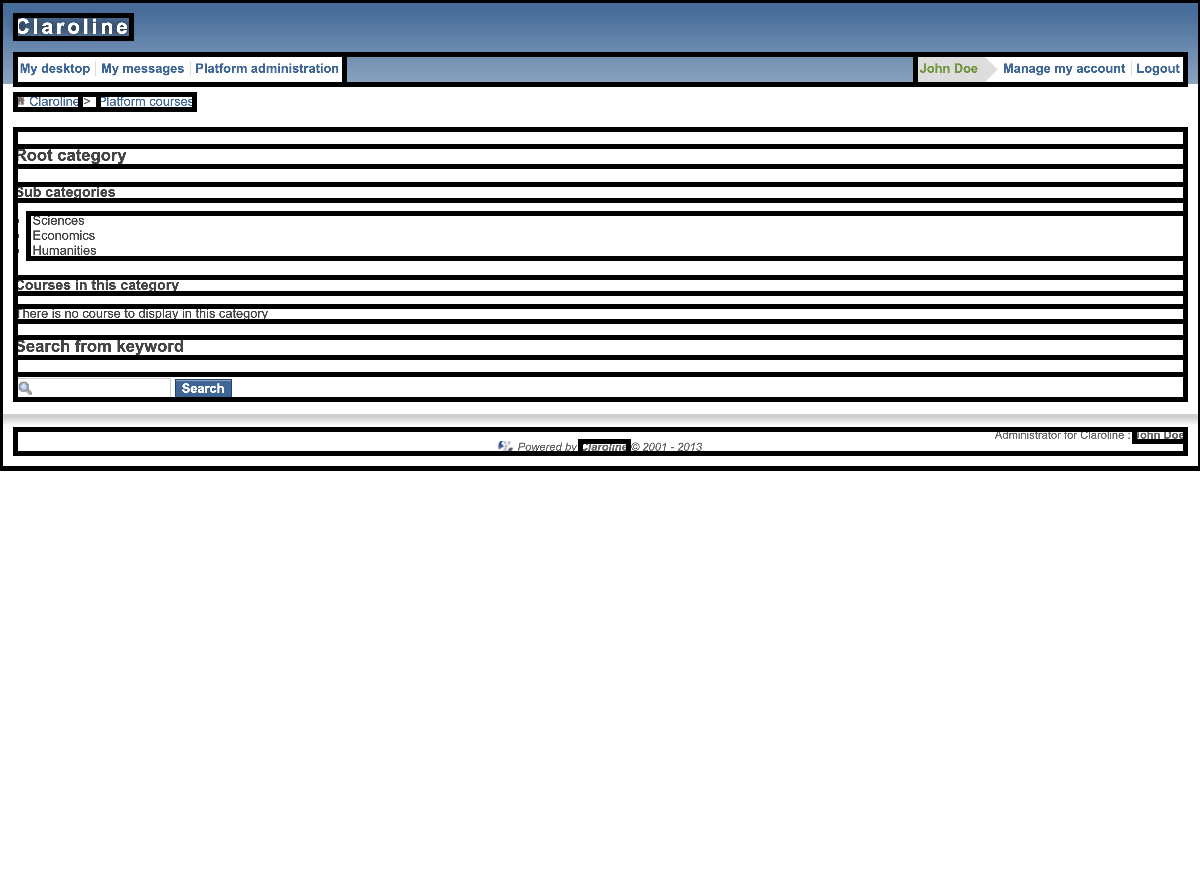 Claroline
My desktop My messages Platform administration John Doe Manage my account Logout
Claroline > Platform courses
Root category
Sub categories
Sciences
Economics
Humanities
Courses in this category
There is no course to display in this category
Search from keyword
Search
Administrator for Claroline : John Doe
Powered by Claroline © 2001 - 2013